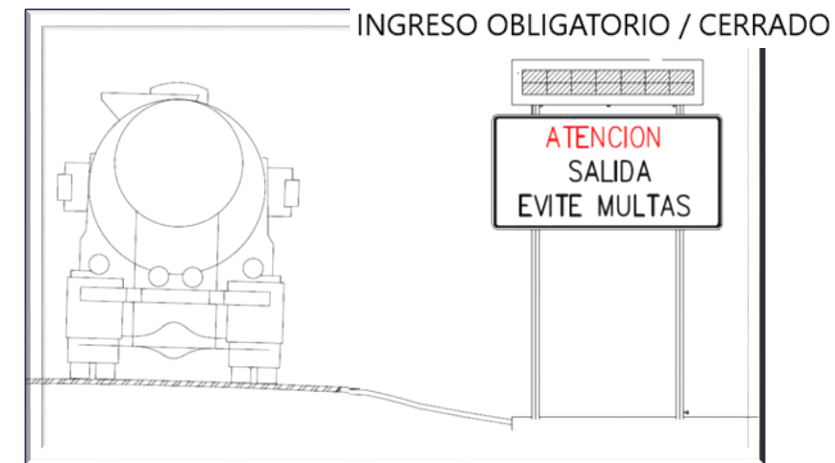 INGRESO OBLIGATORIO / CERRADO
ATENCION
SALIDA
EVITE MULTAS